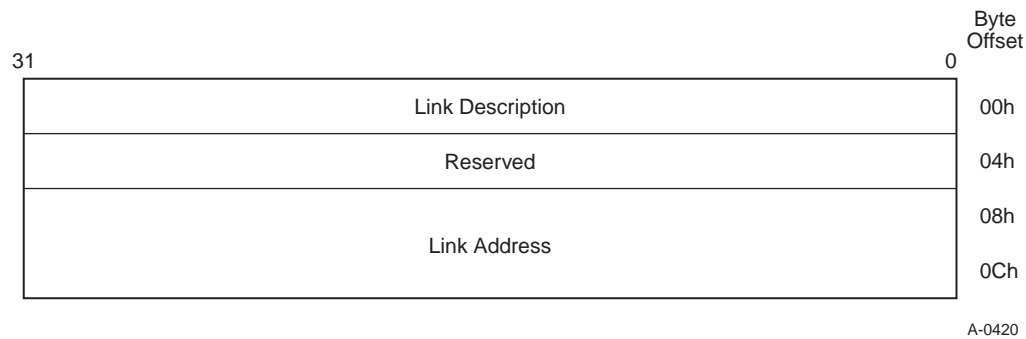 Byte
Offset
31 0
Link Description 00h
Reserved 04h
08h
Link Address
0Ch
A-0420